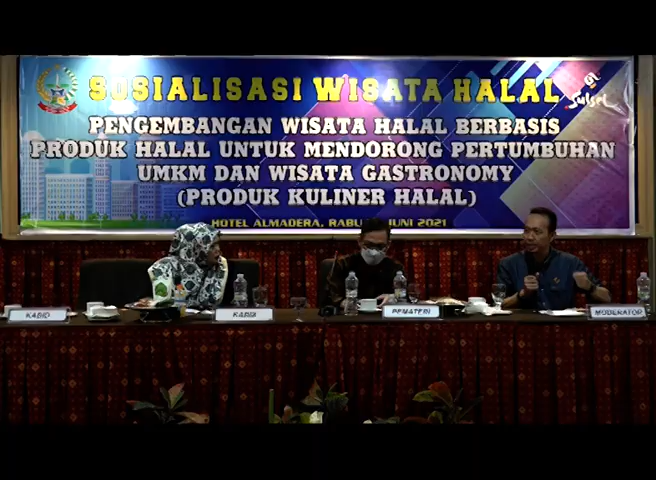 SOSIALISASI WISATA HALAL
Sulsel
PENGEMBANGAN WISATA HALAL BERBASIS
PRODUK HALAL UNTUK MENDORONG PERTUMBUHAN
UMKM DAN WISATA GASTRONOMY
(PRODUK KULINER HALAL)
HOTEL ALMADERA, RABU JUNI 2021
KABID
PEMATERI
MODERATOR